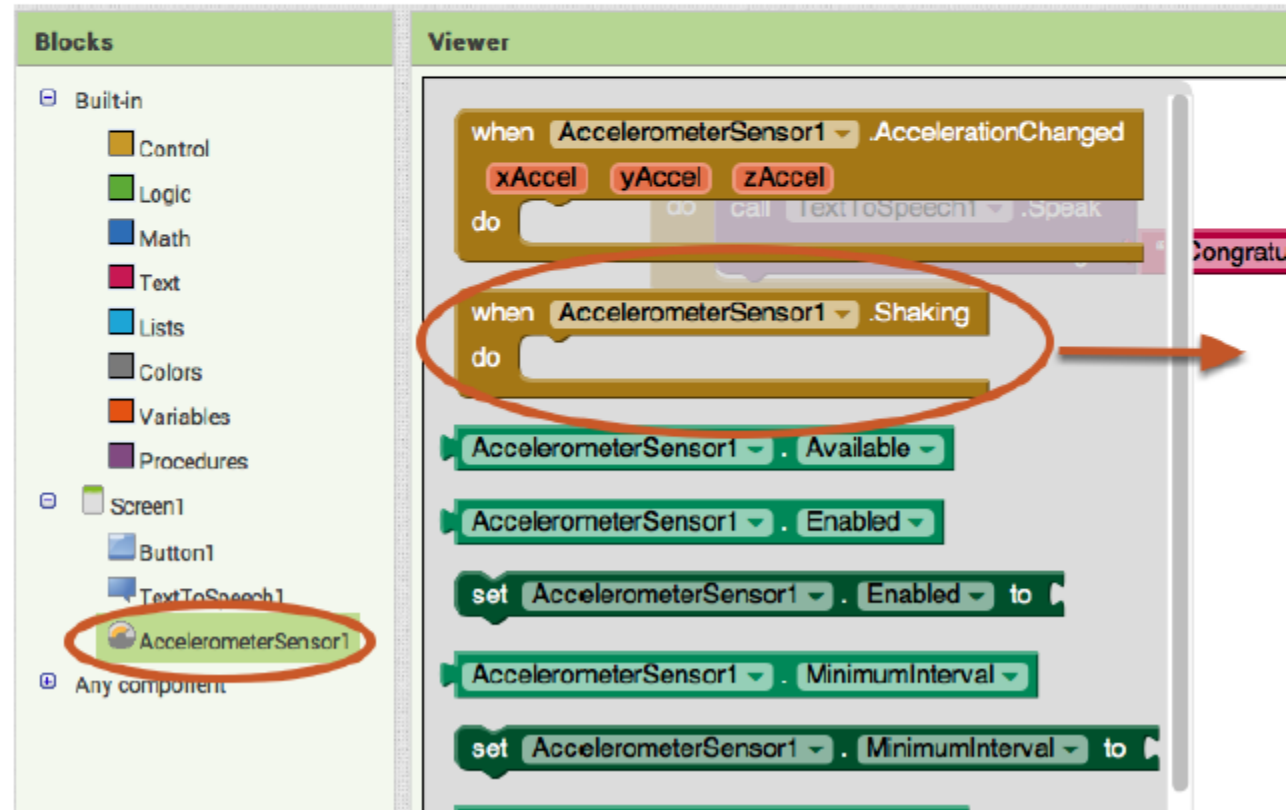 Blocks
Built-in
Control
Logic
Math
Text
Lists
Colors
Variables
Procedures
Screen1
Button1
TextToSpeech1
AccelerometerSensor1
Any component
Viewer
when AccelerometerSensor1 .AccelerationChanged
xAccel yAccel zAccel
do
do call TextToSpeech1 .Speak
"Congratu
when AccelerometerSensor1 .Shaking
do
AccelerometerSensor1 . Available
AccelerometerSensor1 . Enabled
set AccelerometerSensor1 . Enabled to
AccelerometerSensor1 . MinimumInterval
set AccelerometerSensor1 . MinimumInterval to